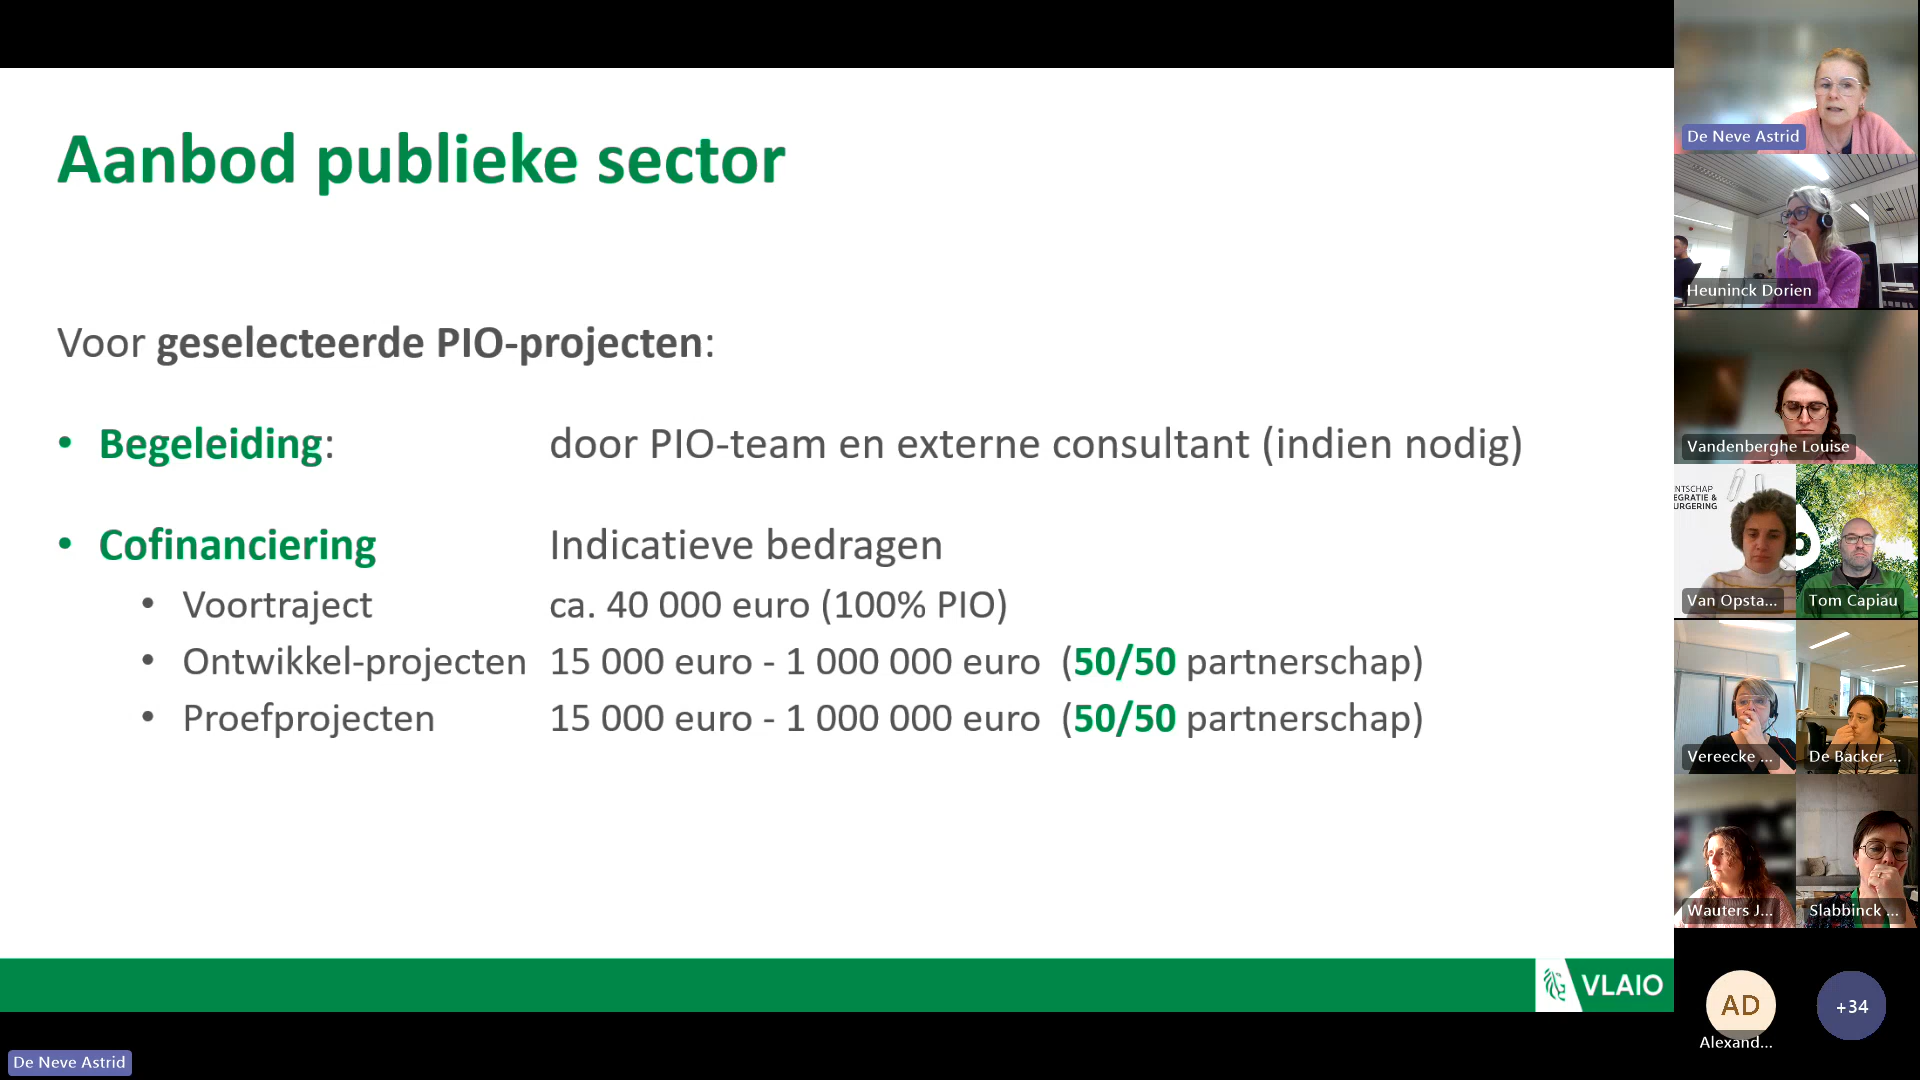 Aanbod publieke sector
Voor geselecteerde PIO-projecten:
• Begeleiding: door PIO-team en externe consultant (indien nodig)
• Cofinanciering Indicatieve bedragen
• Voortraject ca. 40 000 euro (100% PIO)
• Ontwikkel-projecten 15 000 euro - 1 000 000 euro (50/50 partnerschap)
• Proefprojecten 15 000 euro - 1 000 000 euro (50/50 partnerschap)
VLAIO
De Neve Astrid
De Neve Astrid
Heuninck Dorien
Vandenberghe Louise
NTSCHAP
EGRATIE &
URGERING
Van Opsta...
Tom Capiau
Vereecke ...
De Backer ...
Wauters J...
Slabbinck ...
AD
Alexand...
+34